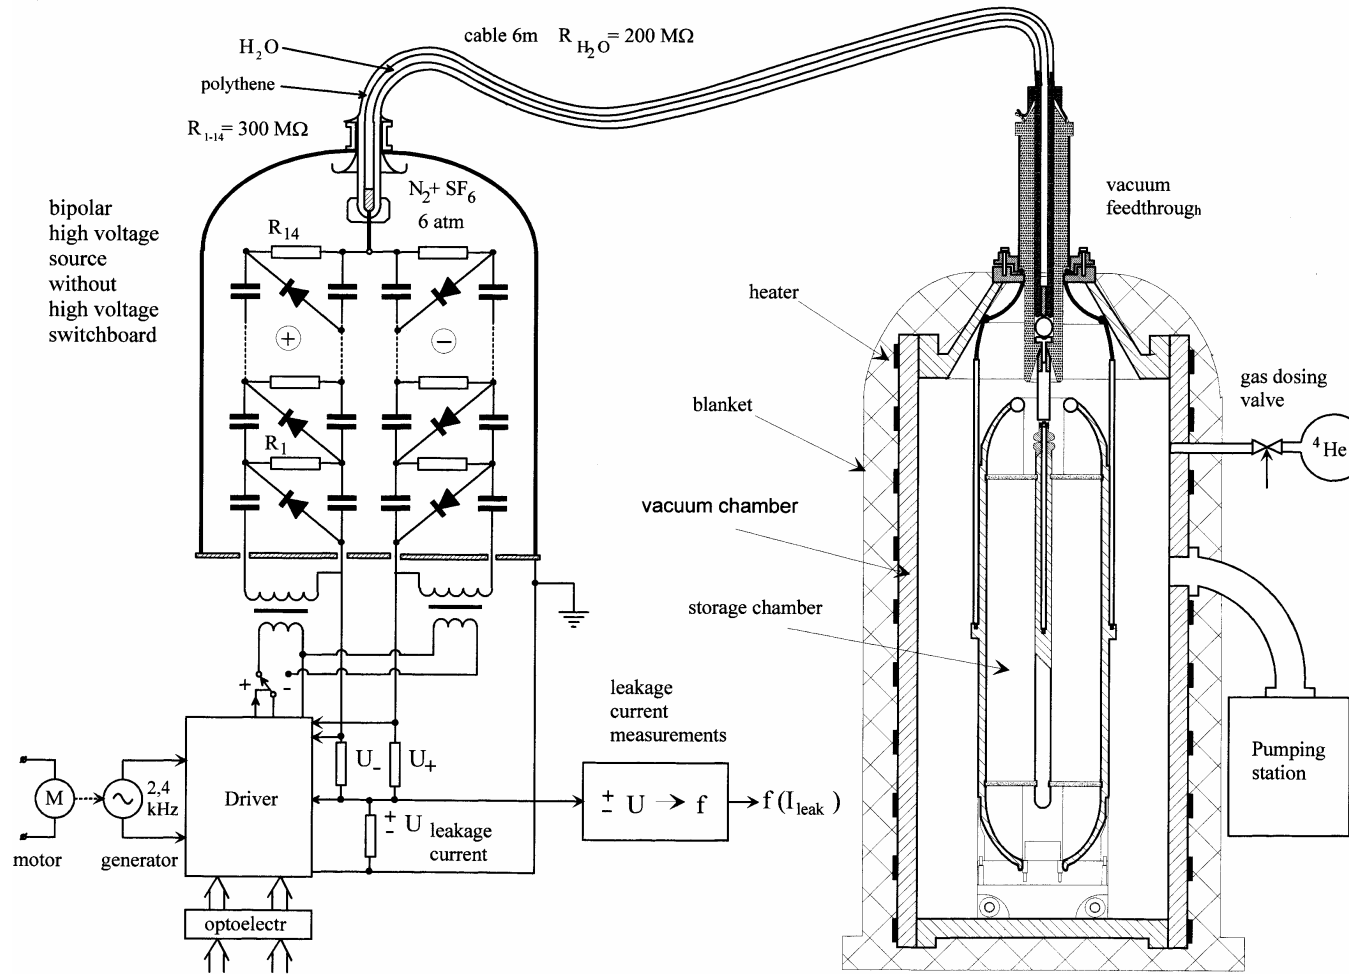 cable 6m R H₂O = 200 MΩ
H₂O
polythene
R₁₋₁₄ = 300 MΩ
N₂+ SF₆
6 atm
bipolar
high voltage
source
without
high voltage
switchboard
R₁₄
+
−
R₁
vacuum
feedthrough
heater
gas dosing
valve
⁴He
blanket
vacuum chamber
storage chamber
+
-
leakage
current
measurements
U₋
U₊
M
2,4
kHz
Driver
± U → f
f (I leak )
± U leakage
current
Pumping
station
motor
generator
optoelectr